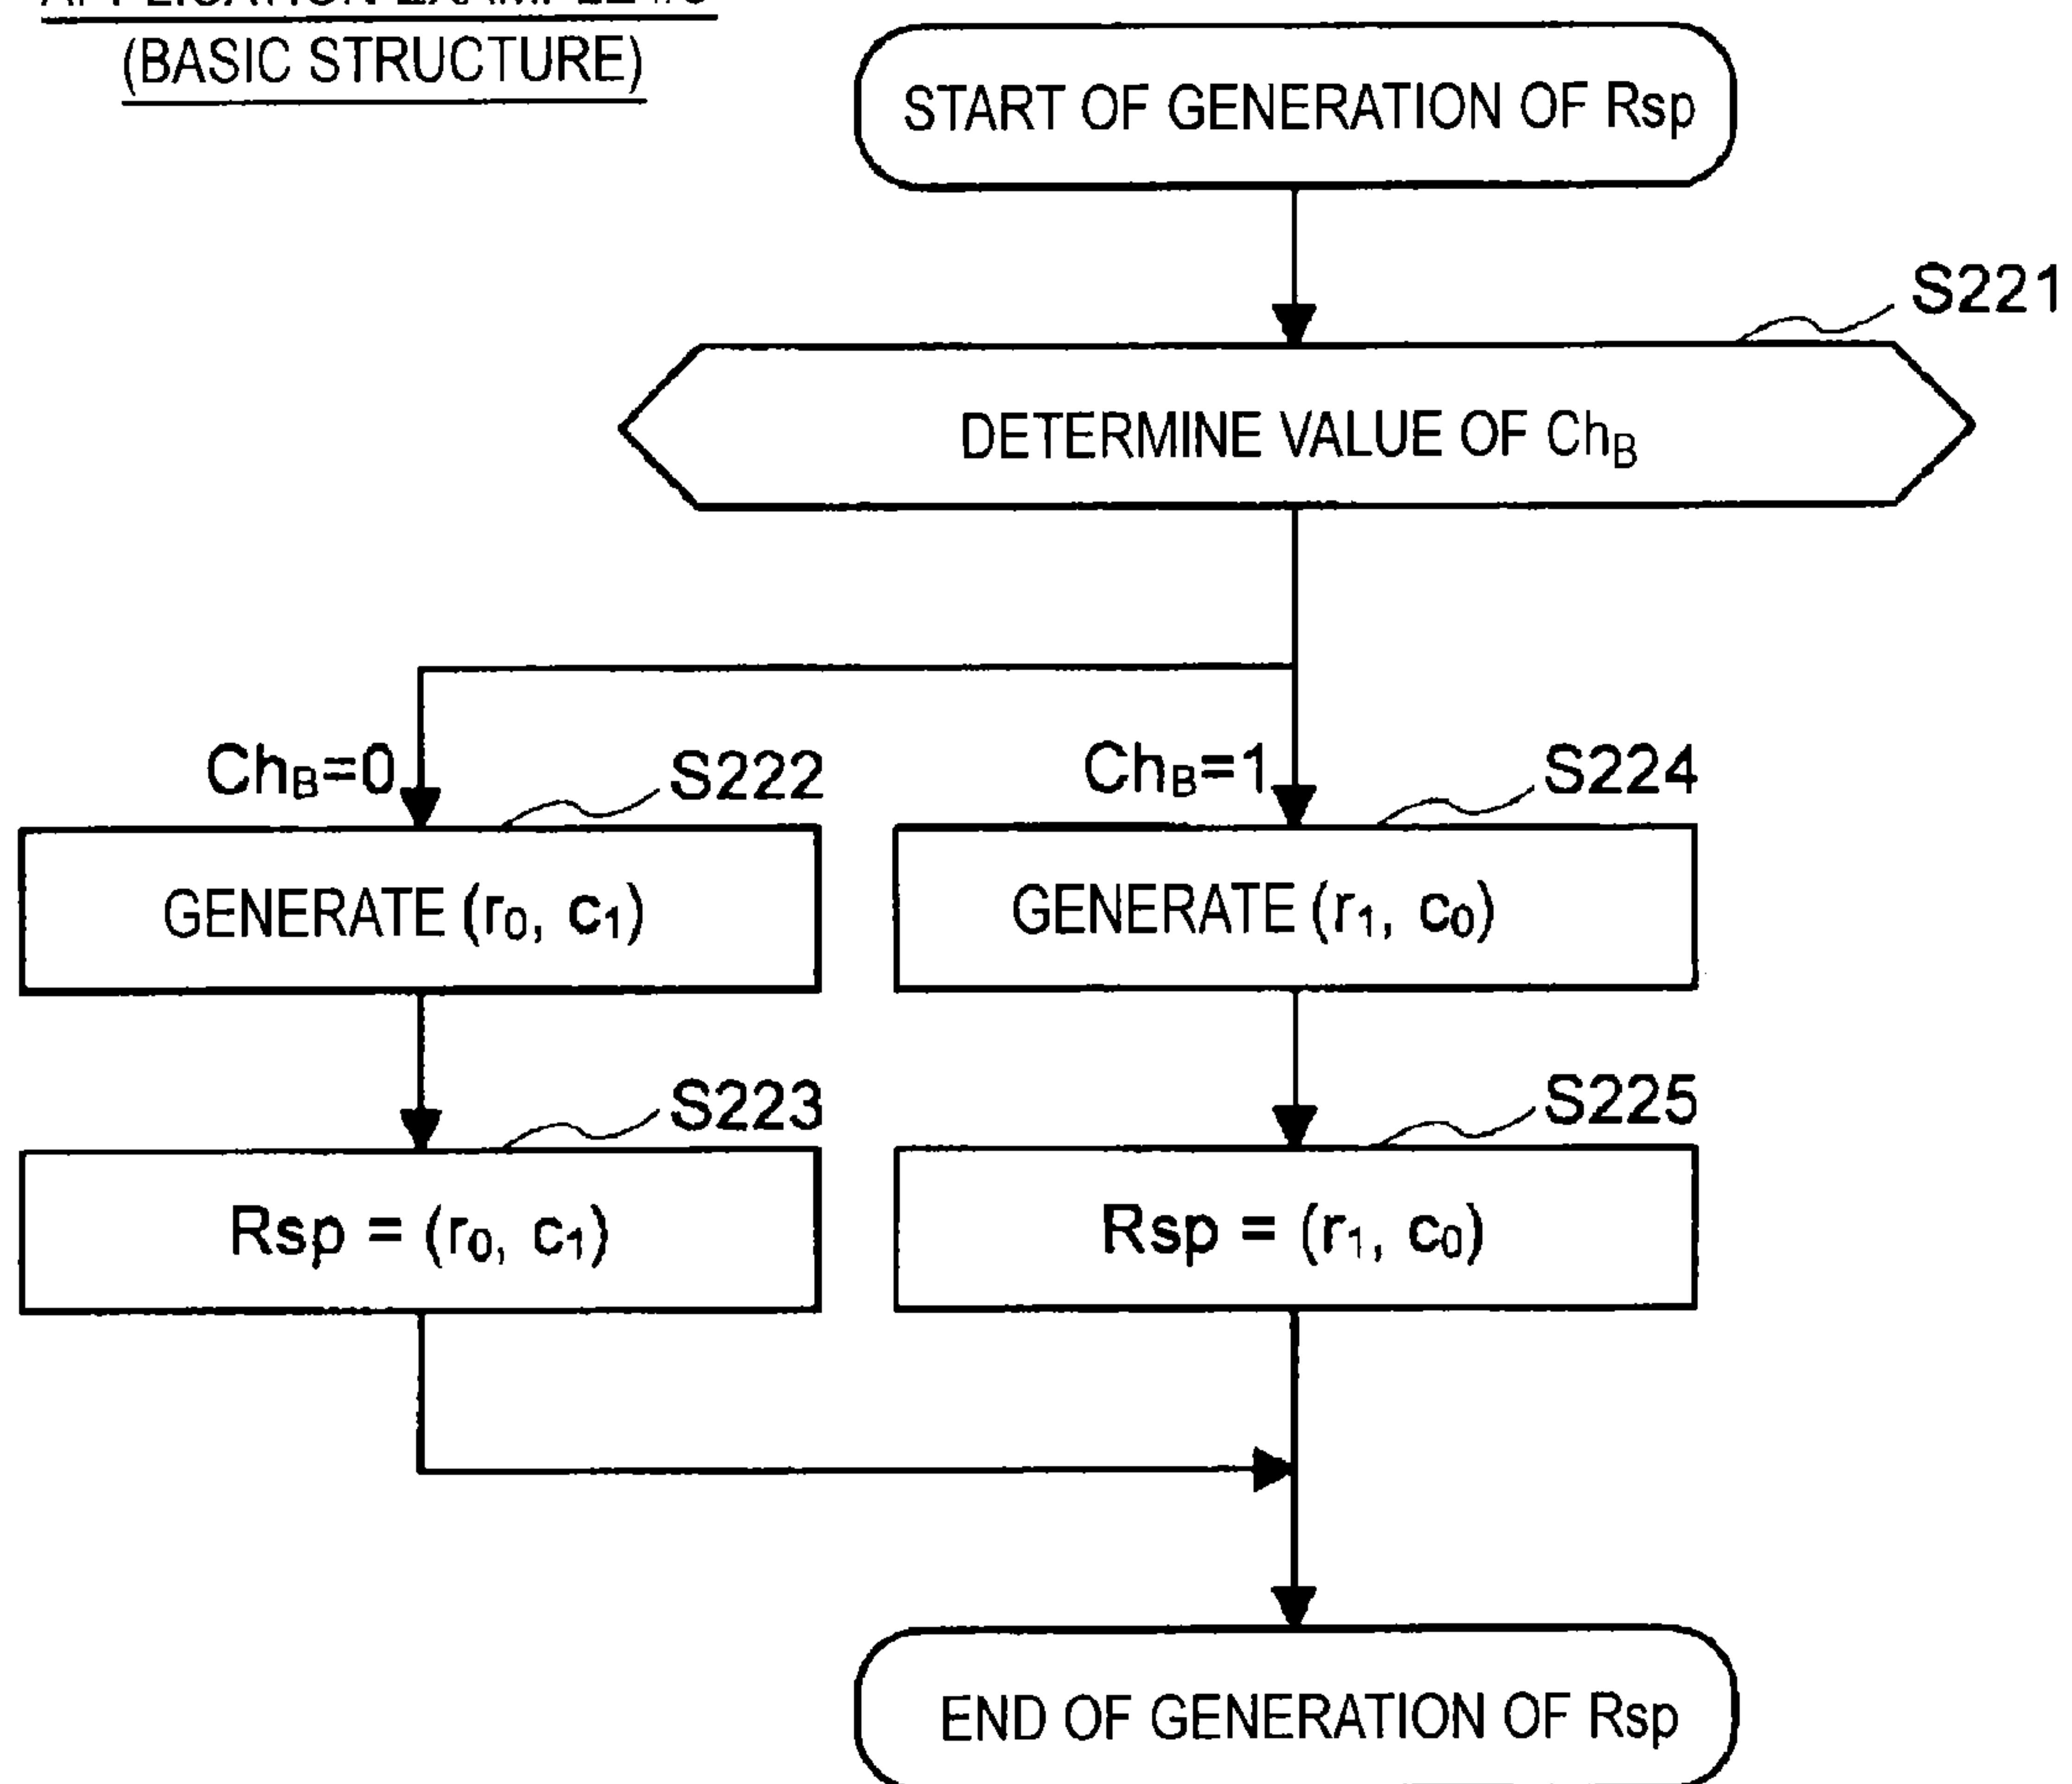 (BASIC STRUCTURE)
START OF GENERATION OF Rsp
S221
DETERMINE VALUE OF ChB
ChB=0
S222
ChB=1
S224
GENERATE (r0, c1)
GENERATE (r1, c0)
S223
S225
Rsp = (r0, c1)
Rsp = (r1, c0)
END OF GENERATION OF Rsp